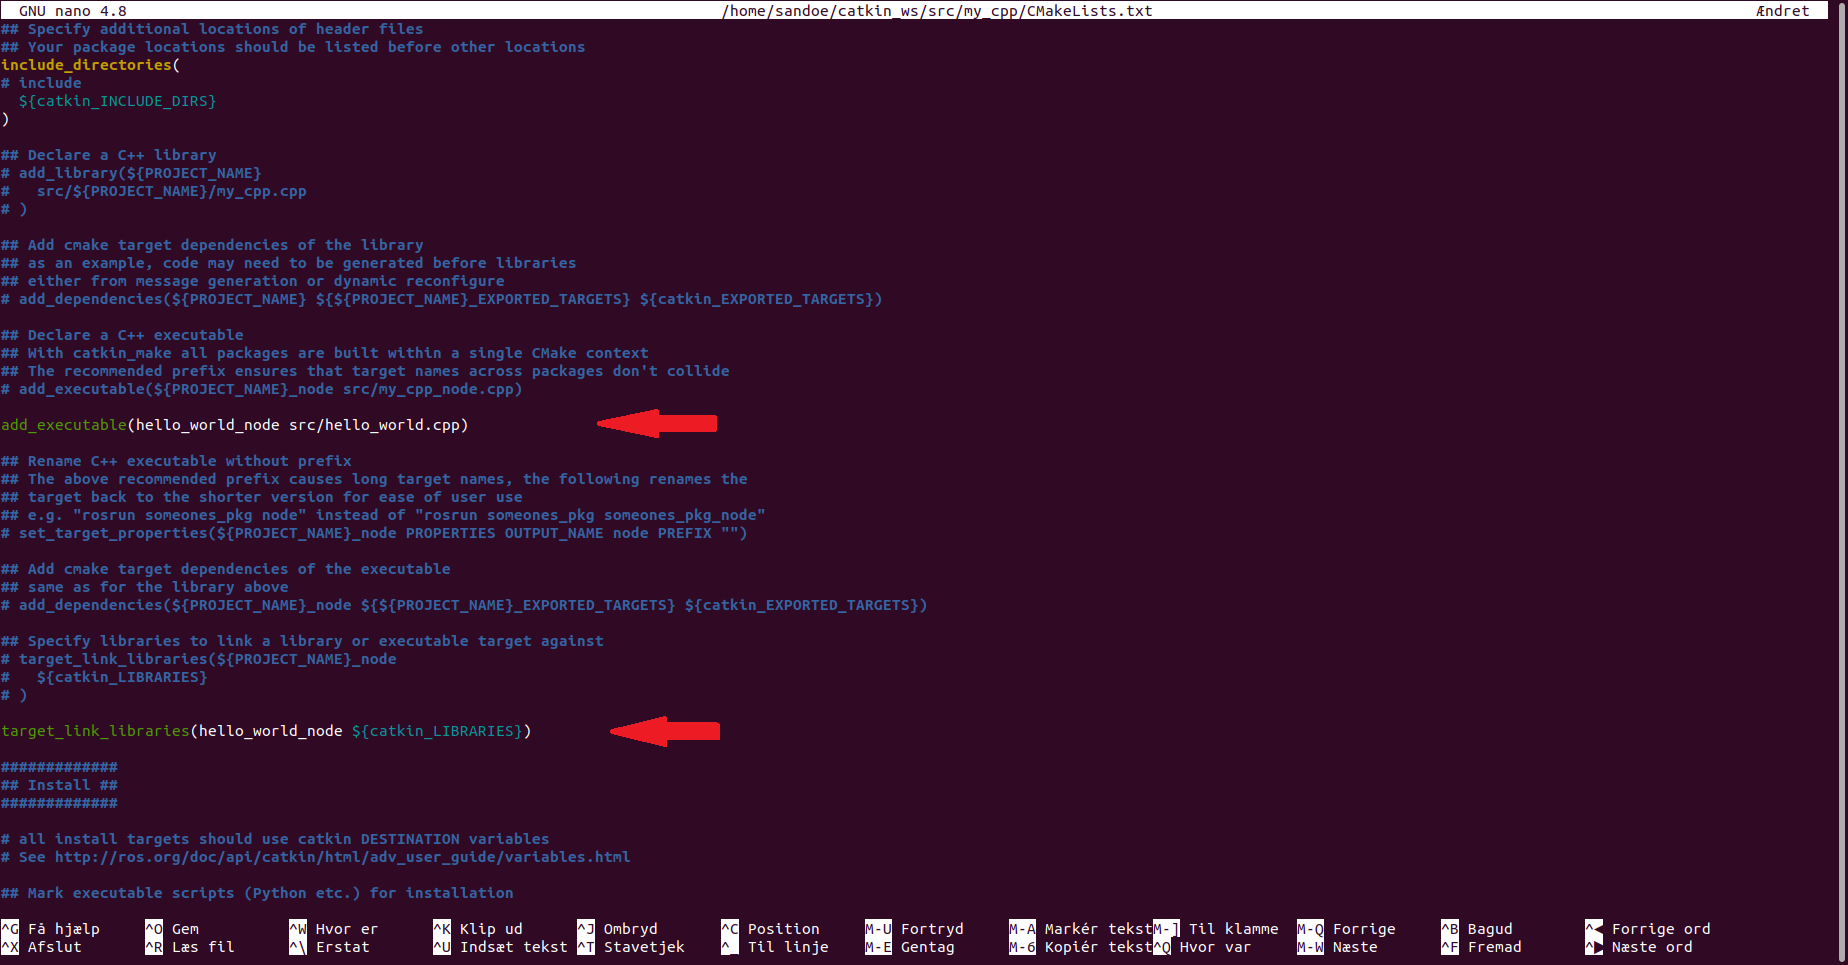 GNU nano 4.8 /home/sandoe/catkin_ws/src/my_cpp/CMakeLists.txt Ændret
## Specify additional locations of header files
## Your package locations should be listed before other locations
include_directories(
# include
  ${catkin_INCLUDE_DIRS}
)
## Declare a C++ library
# add_library(${PROJECT_NAME}
#   src/${PROJECT_NAME}/my_cpp.cpp
# )
## Add cmake target dependencies of the library
## as an example, code may need to be generated before libraries
## either from message generation or dynamic reconfigure
# add_dependencies(${PROJECT_NAME} ${${PROJECT_NAME}_EXPORTED_TARGETS} ${catkin_EXPORTED_TARGETS})
## Declare a C++ executable
## With catkin_make all packages are built within a single CMake context
## The recommended prefix ensures that target names across packages don't collide
# add_executable(${PROJECT_NAME}_node src/my_cpp_node.cpp)
add_executable(hello_world_node src/hello_world.cpp)
## Rename C++ executable without prefix
## The above recommended prefix causes long target names, the following renames the
## target back to the shorter version for ease of user use
## e.g. "rosrun someones_pkg node" instead of "rosrun someones_pkg someones_pkg_node"
# set_target_properties(${PROJECT_NAME}_node PROPERTIES OUTPUT_NAME node PREFIX "")
## Add cmake target dependencies of the executable
## same as for the library above
# add_dependencies(${PROJECT_NAME}_node ${${PROJECT_NAME}_EXPORTED_TARGETS} ${catkin_EXPORTED_TARGETS})
## Specify libraries to link a library or executable target against
# target_link_libraries(${PROJECT_NAME}_node
#   ${catkin_LIBRARIES}
# )
target_link_libraries(hello_world_node ${catkin_LIBRARIES})
#############
## Install ##
#############
# all install targets should use catkin DESTINATION variables
# See http://ros.org/doc/api/catkin/html/adv_user_guide/variables.html
## Mark executable scripts (Python etc.) for installation
^G Få hjælp ^O Gem ^W Hvor er ^K Klip ud ^J Ombryd ^C Position M-U Fortryd M-A Markér tekst M-] Til klamme M-Q Forrige ^B Bagud ^◀ Forrige ord
^X Afslut ^R Læs fil ^\ Erstat ^U Indsæt tekst ^T Stavetjek ^_ Til linje M-E Gentag M-6 Kopiér tekst ^Q Hvor var M-W Næste ^F Fremad ^▶ Næste ord